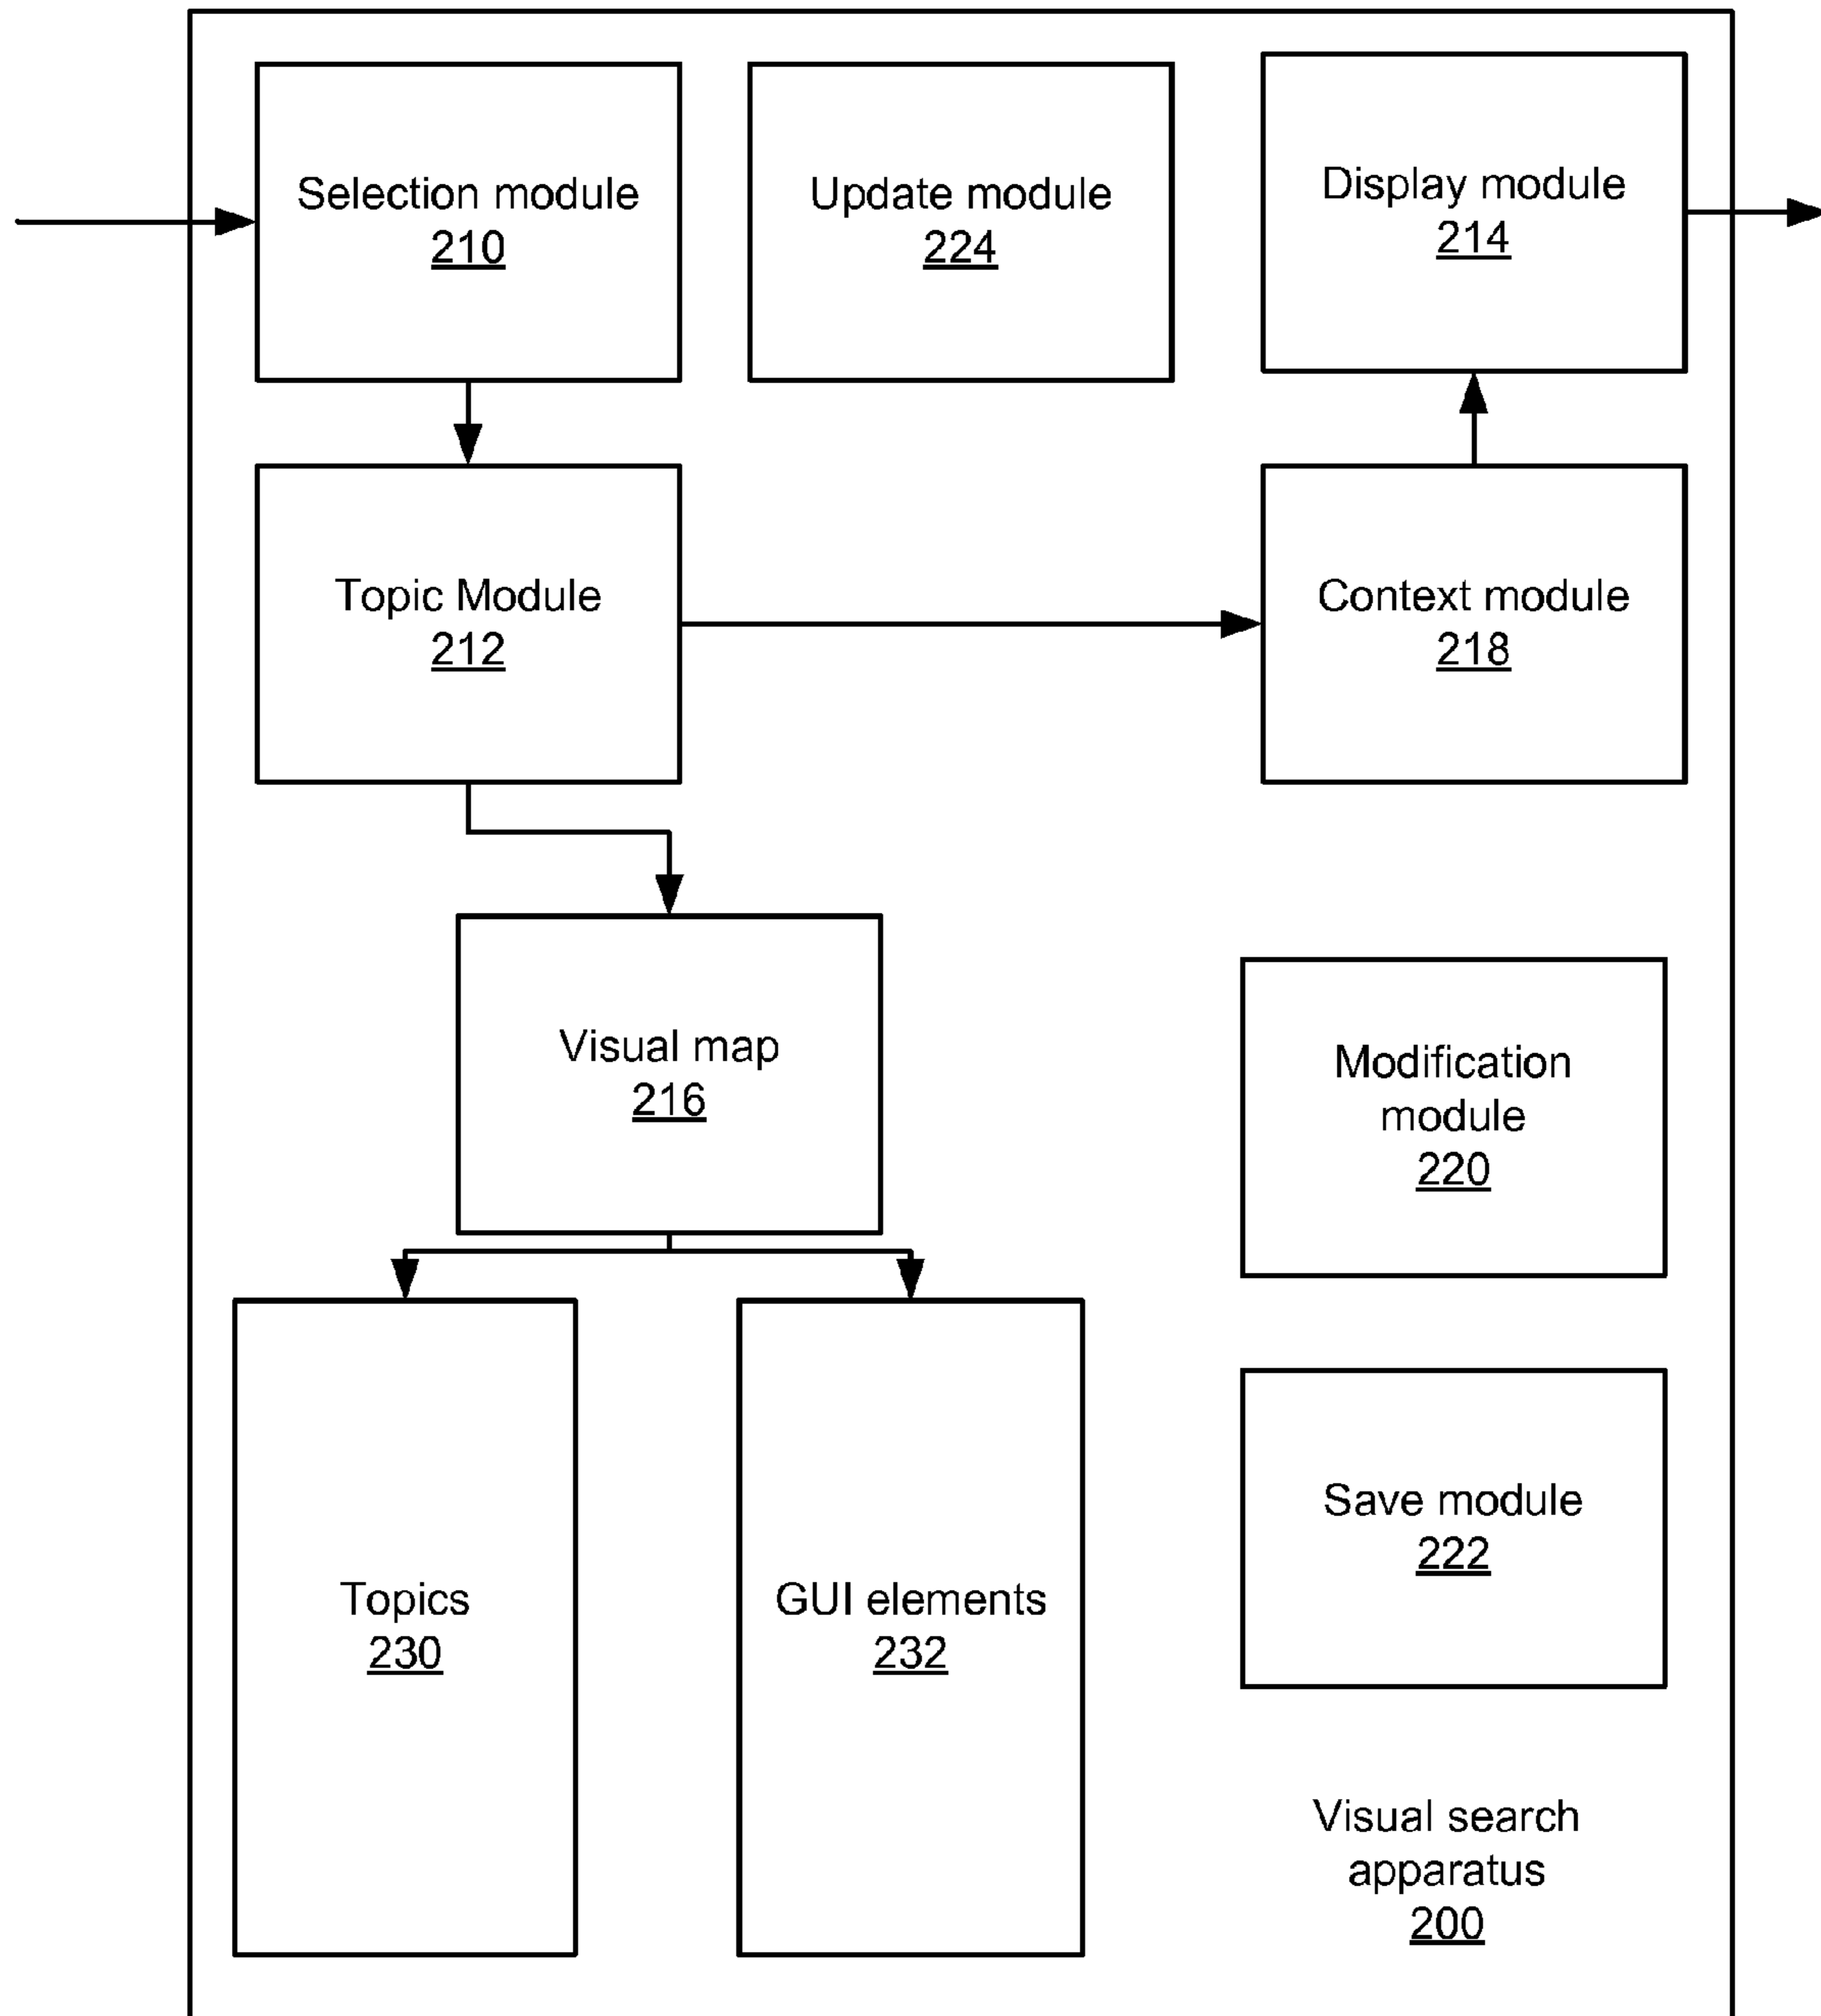 Selection module
210
Update module
224
Display module
214
Topic Module
212
Context module
218
Visual map
216
Modification
module
220
Topics
230
GUI elements
232
Save module
222
Visual search
apparatus
200